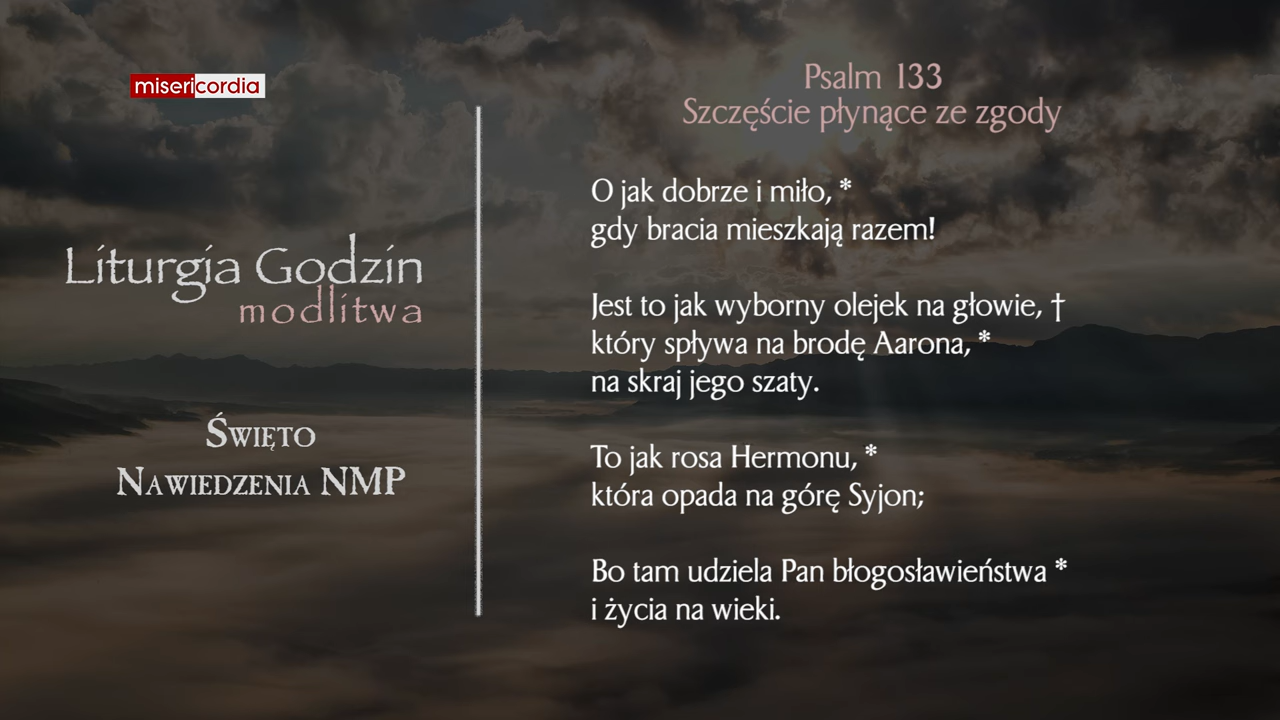 misericordia
Liturgia Godzin
modlitwa
Święto
Nawiedzenia NMP
Psalm 133
Szczęście płynące ze zgody
O jak dobrze i miło, *
gdy bracia mieszkają razem!
Jest to jak wyborny olejek na głowie, †
który spływa na brodę Aarona, *
na skraj jego szaty.
To jak rosa Hermonu, *
która opada na górę Syjon;
Bo tam udziela Pan błogosławieństwa *
i życia na wieki.